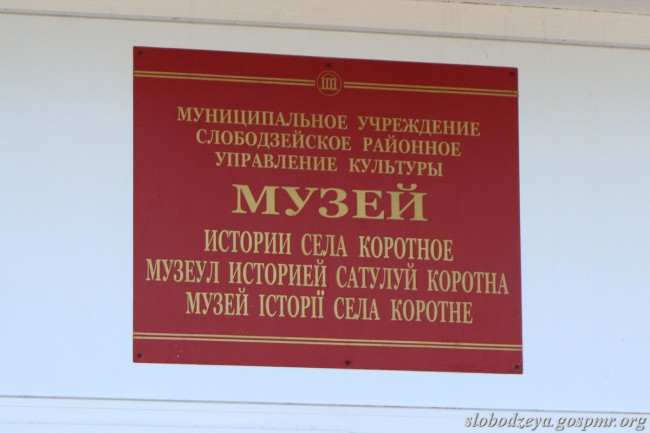 МУНИЦИПАЛЬНОЕ УЧРЕЖДЕНИЕ
СЛОБОДЗЕЙСКОЕ РАЙОННОЕ
УПРАВЛЕНИЕ КУЛЬТУРЫ
МУЗЕЙ
ИСТОРИИ СЕЛА КОРОТНОЕ
МУЗЕУЛ ИСТОРИЕЙ САТУЛУЙ КОРОТНА
МУЗЕЙ ІСТОРІЇ СЕЛА КОРОТНЕ
slobodzeya.gospmr.org